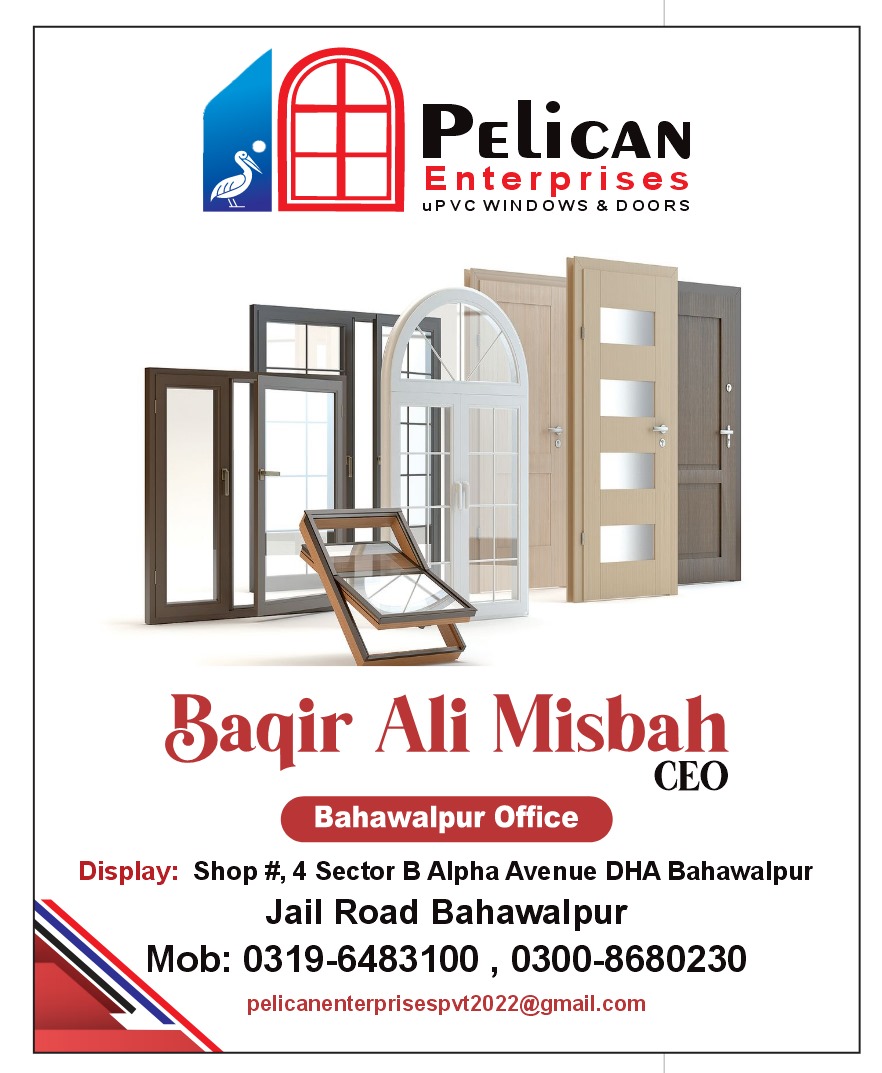 PELICAN
Enterprises
uPVC WINDOWS & DOORS
Baqir Ali Misbah
CEO
Bahawalpur Office
Display: Shop #, 4 Sector B Alpha Avenue DHA Bahawalpur
Jail Road Bahawalpur
Mob: 0319-6483100 , 0300-8680230
pelicanenterprisespvt2022@gmail.com